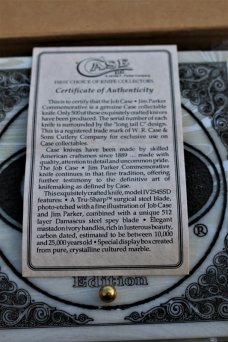 CASE
XX
FIRST CHOICE OF KNIFE COLLECTORS
Certificate of Authenticity
This is to certify that the Job Case • Jim Parker
Commemorative is a genuine Case collectable
knife. Only 500 of these exquisitely crafted knives
have been produced. The serial number of each
knife is surrounded by the "long tail C" design.
This is a registered trade mark of W. R. Case &
Sons Cutlery Company for exclusive use on
Case collectables.
Case knives have been made by skilled
American craftsmen since 1889 ... made with
quality, attention to detail and uncommon pride.
The Job Case • Jim Parker Commemorative
knife continues in that fine tradition, offering
further testimony to the definitive art of
knifemaking as defined by Case.
This exquisitely crafted knife, model IV254SSD
features: • A Tru-Sharp™ surgical steel blade,
photo-etched with a fine illustration of Job Case
and Jim Parker, combined with a unique 512
layer Damascus steel spey blade • Elegant
mastadon ivory handles, rich in lusterous beauty,
carbon dated, estimated to be between 10,000
and 25,000 years old • Special display box created
from pure, crystalline cultured marble.
®
Edition